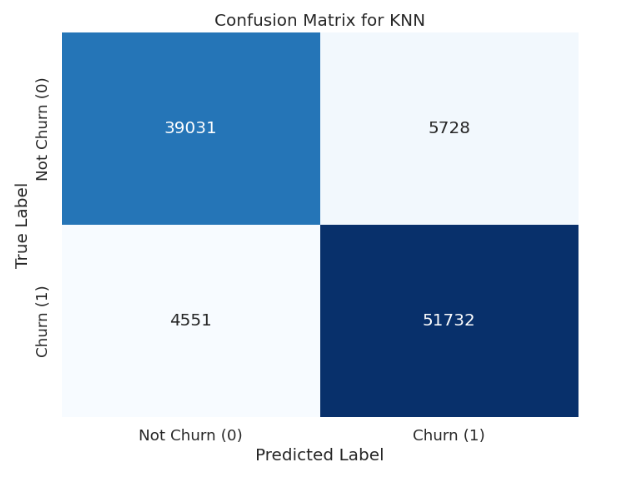 Confusion Matrix for KNN
True Label
Not Churn (0)
39031
5728
Churn (1)
4551
51732
Not Churn (0)
Churn (1)
Predicted Label